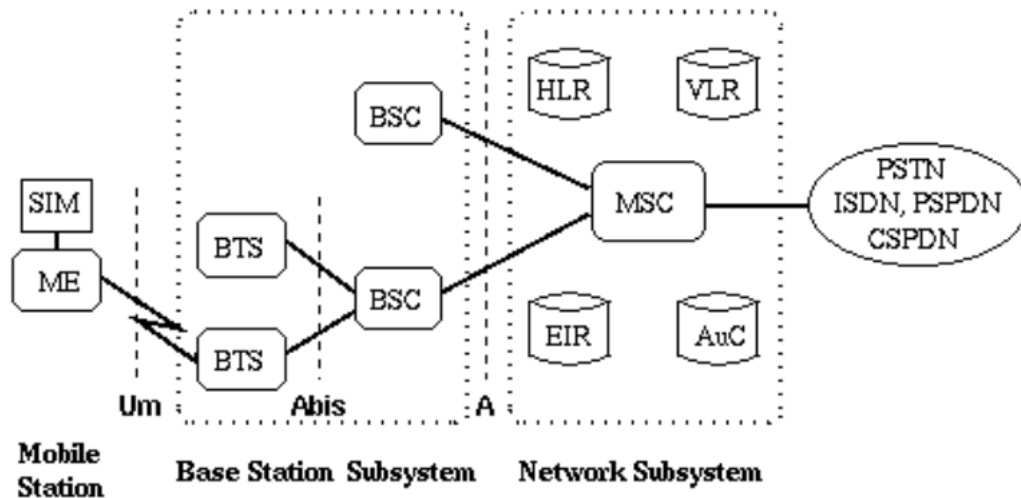 HLR
VLR
BSC
PSTN
ISDN, PSPDN
CSPDN
MSC
SIM
ME
BTS
BSC
BTS
EIR
AuC
Um
Abis
A
Mobile
Station
Base Station Subsystem
Network Subsystem